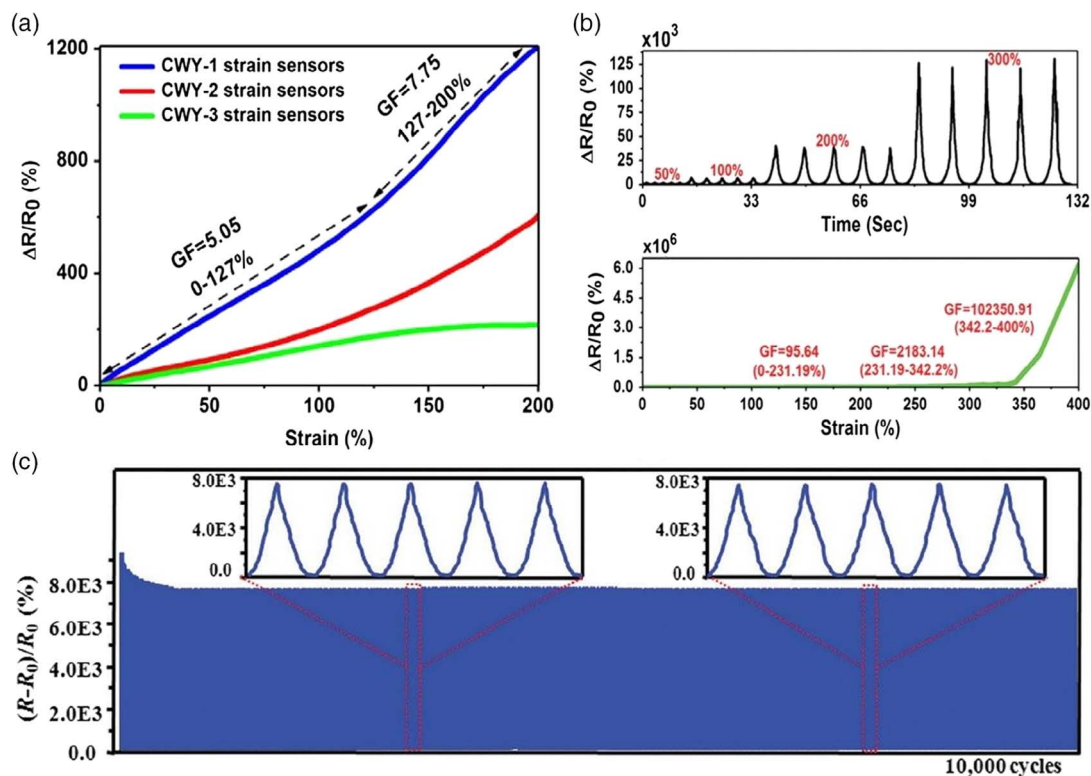 (a)
1200
800
400
0
ΔR/R0 (%)
CWY-1 strain sensors
CWY-2 strain sensors
CWY-3 strain sensors
GF=5.05
0-127%
GF=7.75
127-200%
0 50 100 150 200
Strain (%)
(b)
x10³
125
100
75
50
25
0
ΔR/R0 (%)
50%
100%
200%
300%
0 33 66 99 132
Time (Sec)
x10⁶
6.0
4.5
3.0
1.5
0.0
ΔR/R0 (%)
GF=95.64
(0-231.19%)
GF=2183.14
(231.19-342.2%)
GF=102350.91
(342.2-400%)
0 50 100 150 200 250 300 350 400
Strain (%)
(c)
8.0E3
4.0E3
0.0
8.0E3
4.0E3
0.0
8.0E3
6.0E3
4.0E3
2.0E3
0.0
(R-R0)/R0 (%)
10,000 cycles